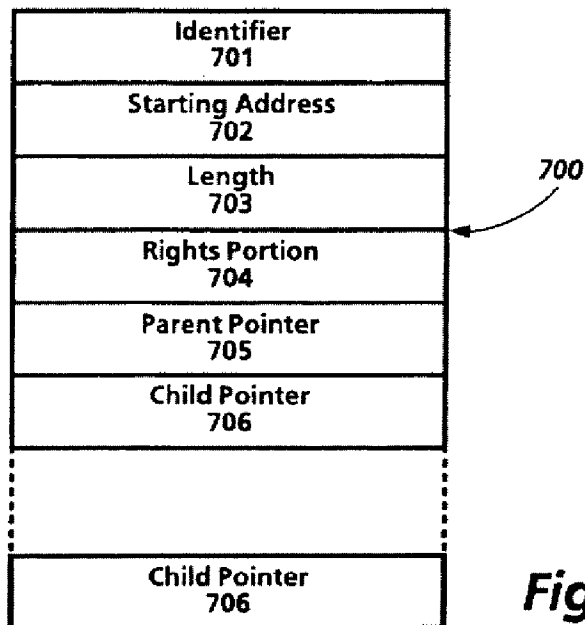 Identifier
701
Starting Address
702
Length
703
700
Rights Portion
704
Parent Pointer
705
Child Pointer
706
Child Pointer
706
Fig